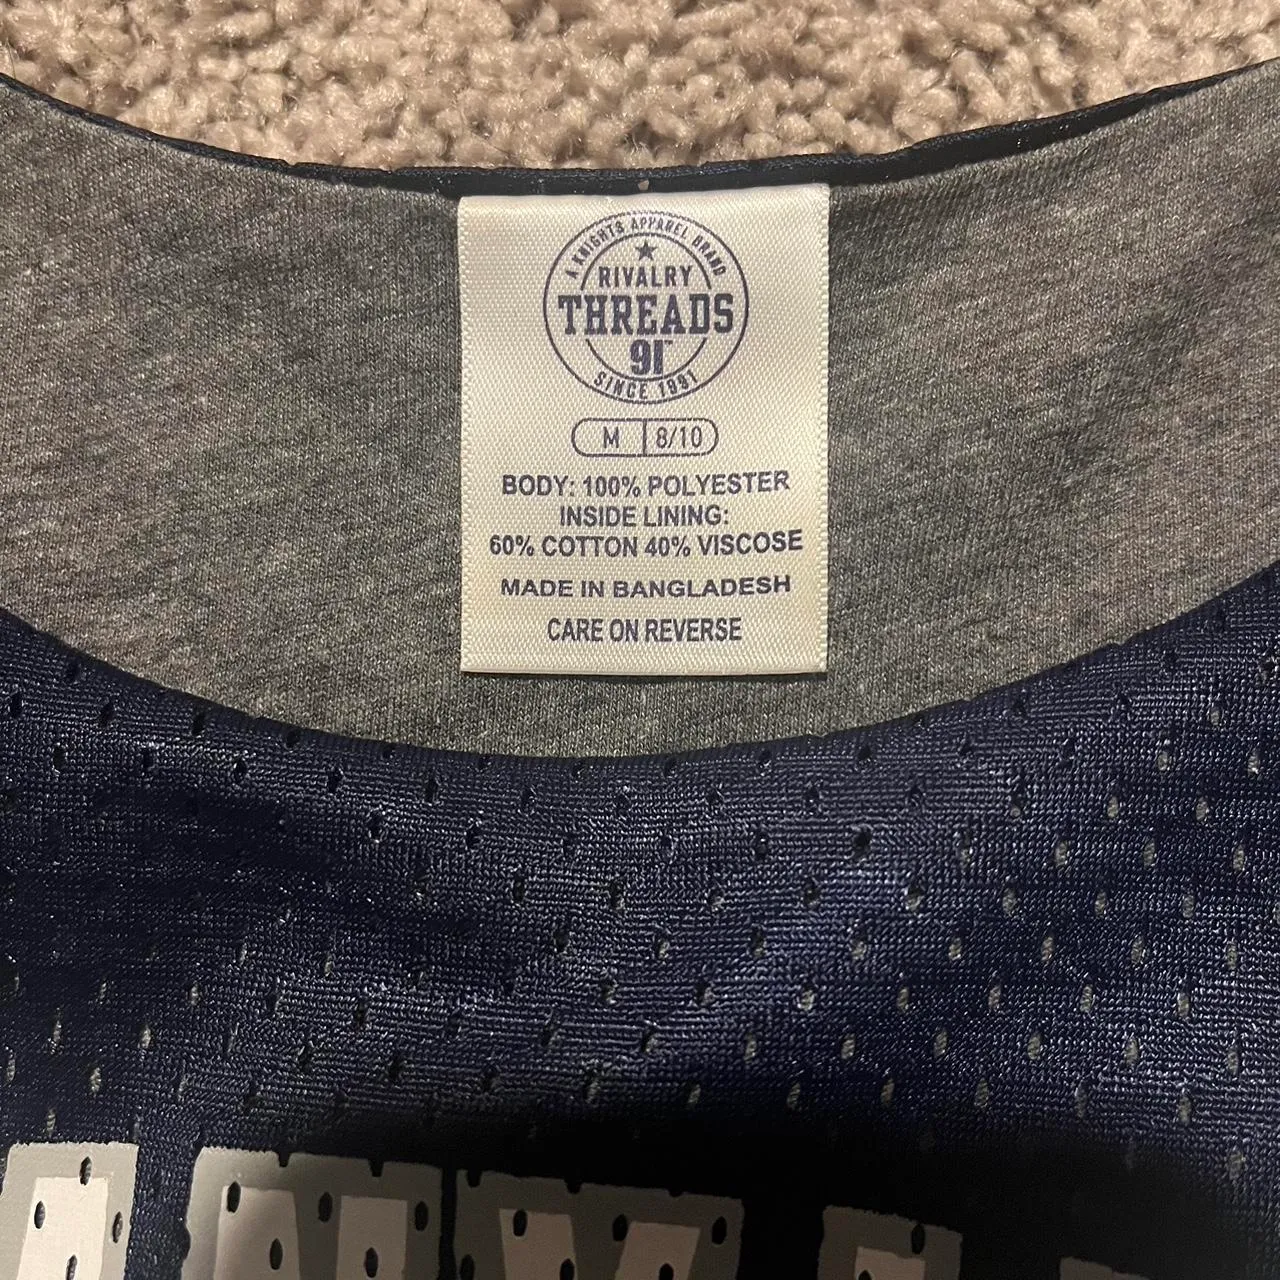 A KNIGHTS APPAREL BRAND
RIVALRY
THREADS
91™
SINCE 1991
M 8/10
BODY: 100% POLYESTER
INSIDE LINING:
60% COTTON 40% VISCOSE
MADE IN BANGLADESH
CARE ON REVERSE